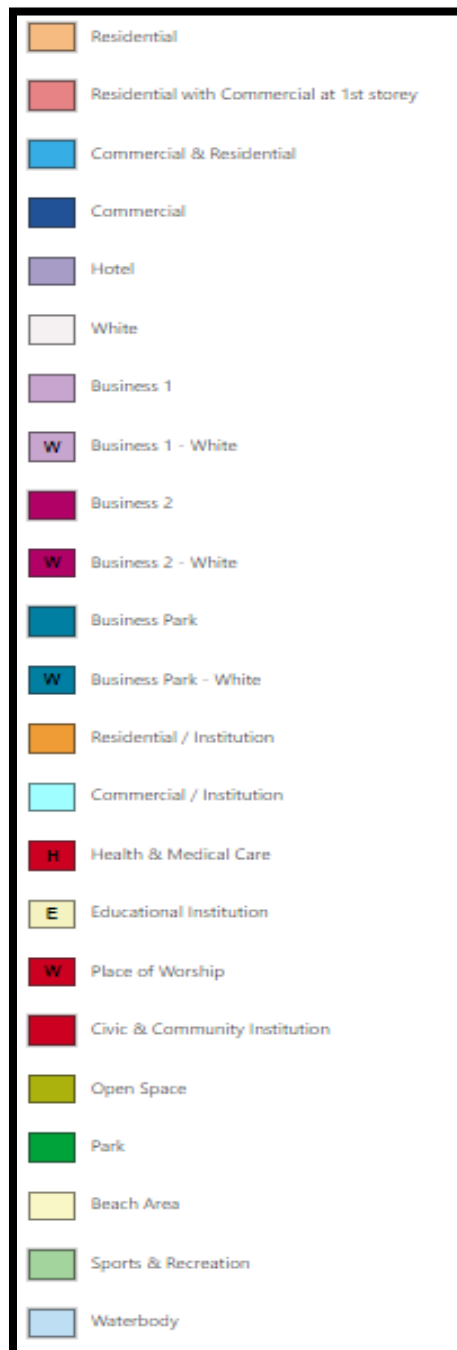 Residential
Residential with Commercial at 1st storey
Commercial & Residential
Commercial
Hotel
White
Business 1
W Business 1 - White
Business 2
W Business 2 - White
Business Park
W Business Park - White
Residential / Institution
Commercial / Institution
H Health & Medical Care
E Educational Institution
W Place of Worship
Civic & Community Institution
Open Space
Park
Beach Area
Sports & Recreation
Waterbody